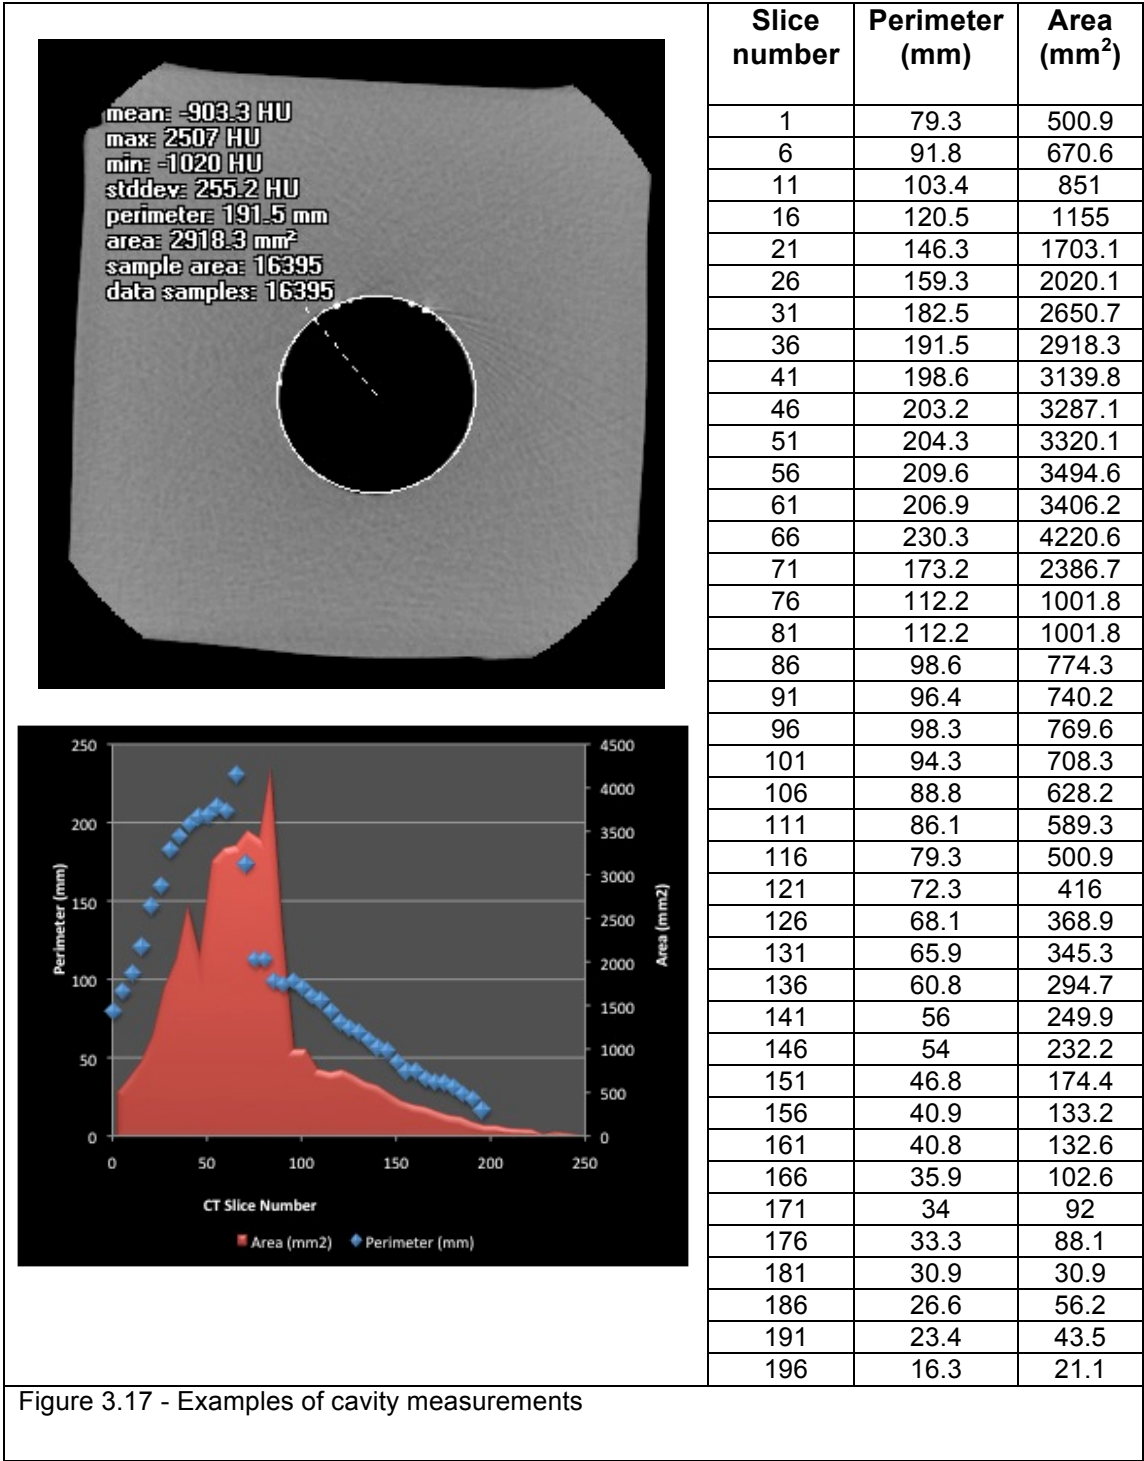 mean: -903.3 HU
max: 2507 HU
min: -1020 HU
stddev: 255.2 HU
perimeter: 191.5 mm
area: 2918.3 mm²
sample area: 16395
data samples: 16395
250
200
150
100
50
0
Perimeter (mm)
4500
4000
3500
3000
2500
2000
1500
1000
500
0
Area (mm2)
0 50 100 150 200 250
CT Slice Number
Area (mm2) Perimeter (mm)
Slice number Perimeter (mm) Area (mm²)
1 79.3 500.9
6 91.8 670.6
11 103.4 851
16 120.5 1155
21 146.3 1703.1
26 159.3 2020.1
31 182.5 2650.7
36 191.5 2918.3
41 198.6 3139.8
46 203.2 3287.1
51 204.3 3320.1
56 209.6 3494.6
61 206.9 3406.2
66 230.3 4220.6
71 173.2 2386.7
76 112.2 1001.8
81 112.2 1001.8
86 98.6 774.3
91 96.4 740.2
96 98.3 769.6
101 94.3 708.3
106 88.8 628.2
111 86.1 589.3
116 79.3 500.9
121 72.3 416
126 68.1 368.9
131 65.9 345.3
136 60.8 294.7
141 56 249.9
146 54 232.2
151 46.8 174.4
156 40.9 133.2
161 40.8 132.6
166 35.9 102.6
171 34 92
176 33.3 88.1
181 30.9 30.9
186 26.6 56.2
191 23.4 43.5
196 16.3 21.1
Figure 3.17 - Examples of cavity measurements